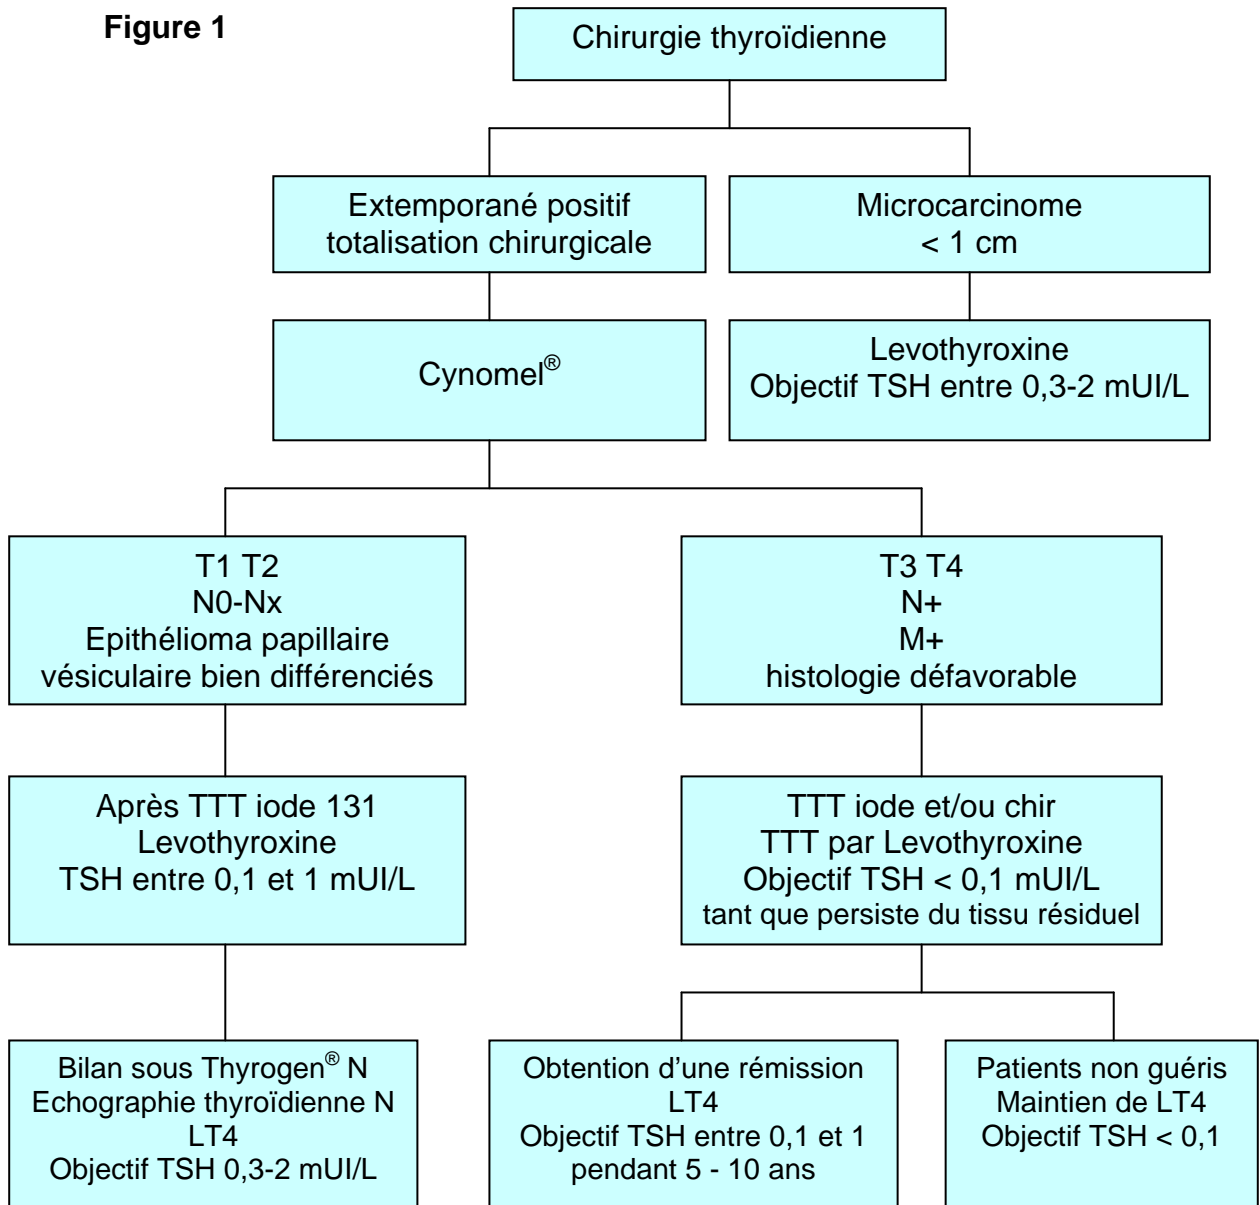 Figure 1
Chirurgie thyroïdienne
Extemporané positif
totalisation chirurgicale
Microcarcinome
< 1 cm
Cynomel®
Levothyroxine
Objectif TSH entre 0,3-2 mUI/L
T1 T2
N0-Nx
Epithélioma papillaire
vésiculaire bien différenciés
T3 T4
N+
M+
histologie défavorable
Après TTT iode 131
Levothyroxine
TSH entre 0,1 et 1 mUI/L
TTT iode et/ou chir
TTT par Levothyroxine
Objectif TSH < 0,1 mUI/L
tant que persiste du tissu résiduel
Bilan sous Thyrogen® N
Echographie thyroïdienne N
LT4
Objectif TSH 0,3-2 mUI/L
Obtention d'une rémission
LT4
Objectif TSH entre 0,1 et 1
pendant 5 - 10 ans
Patients non guéris
Maintien de LT4
Objectif TSH < 0,1